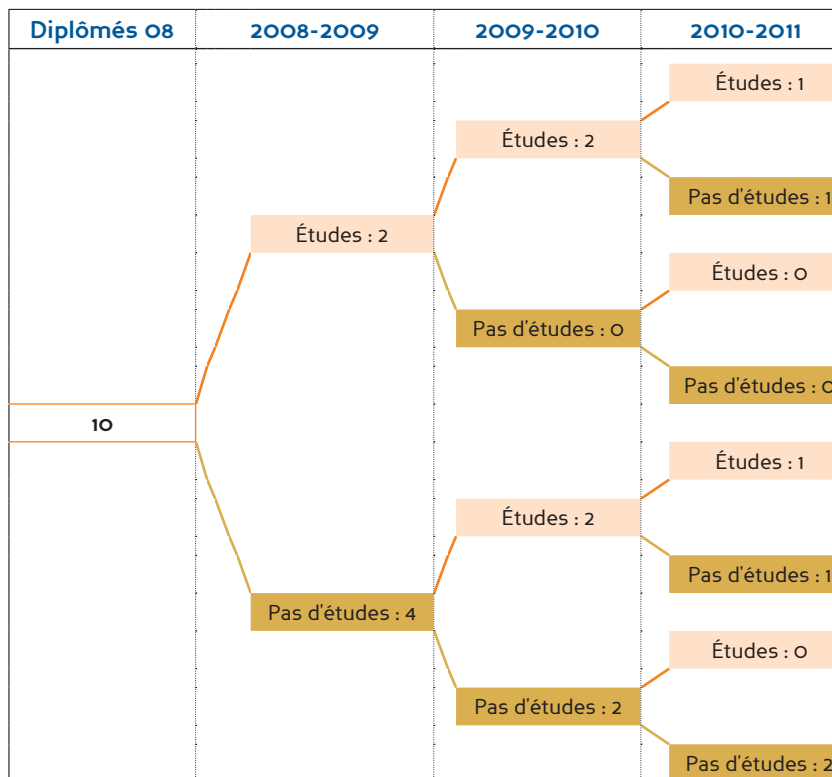 Diplômés 08 2008-2009 2009-2010 2010-2011
Études : 1
Études : 2
Pas d'études : 1
Études : 2
Études : 0
Pas d'études : 0
Pas d'études : 0
10
Études : 1
Études : 2
Pas d'études : 1
Pas d'études : 4
Études : 0
Pas d'études : 2
Pas d'études : 2